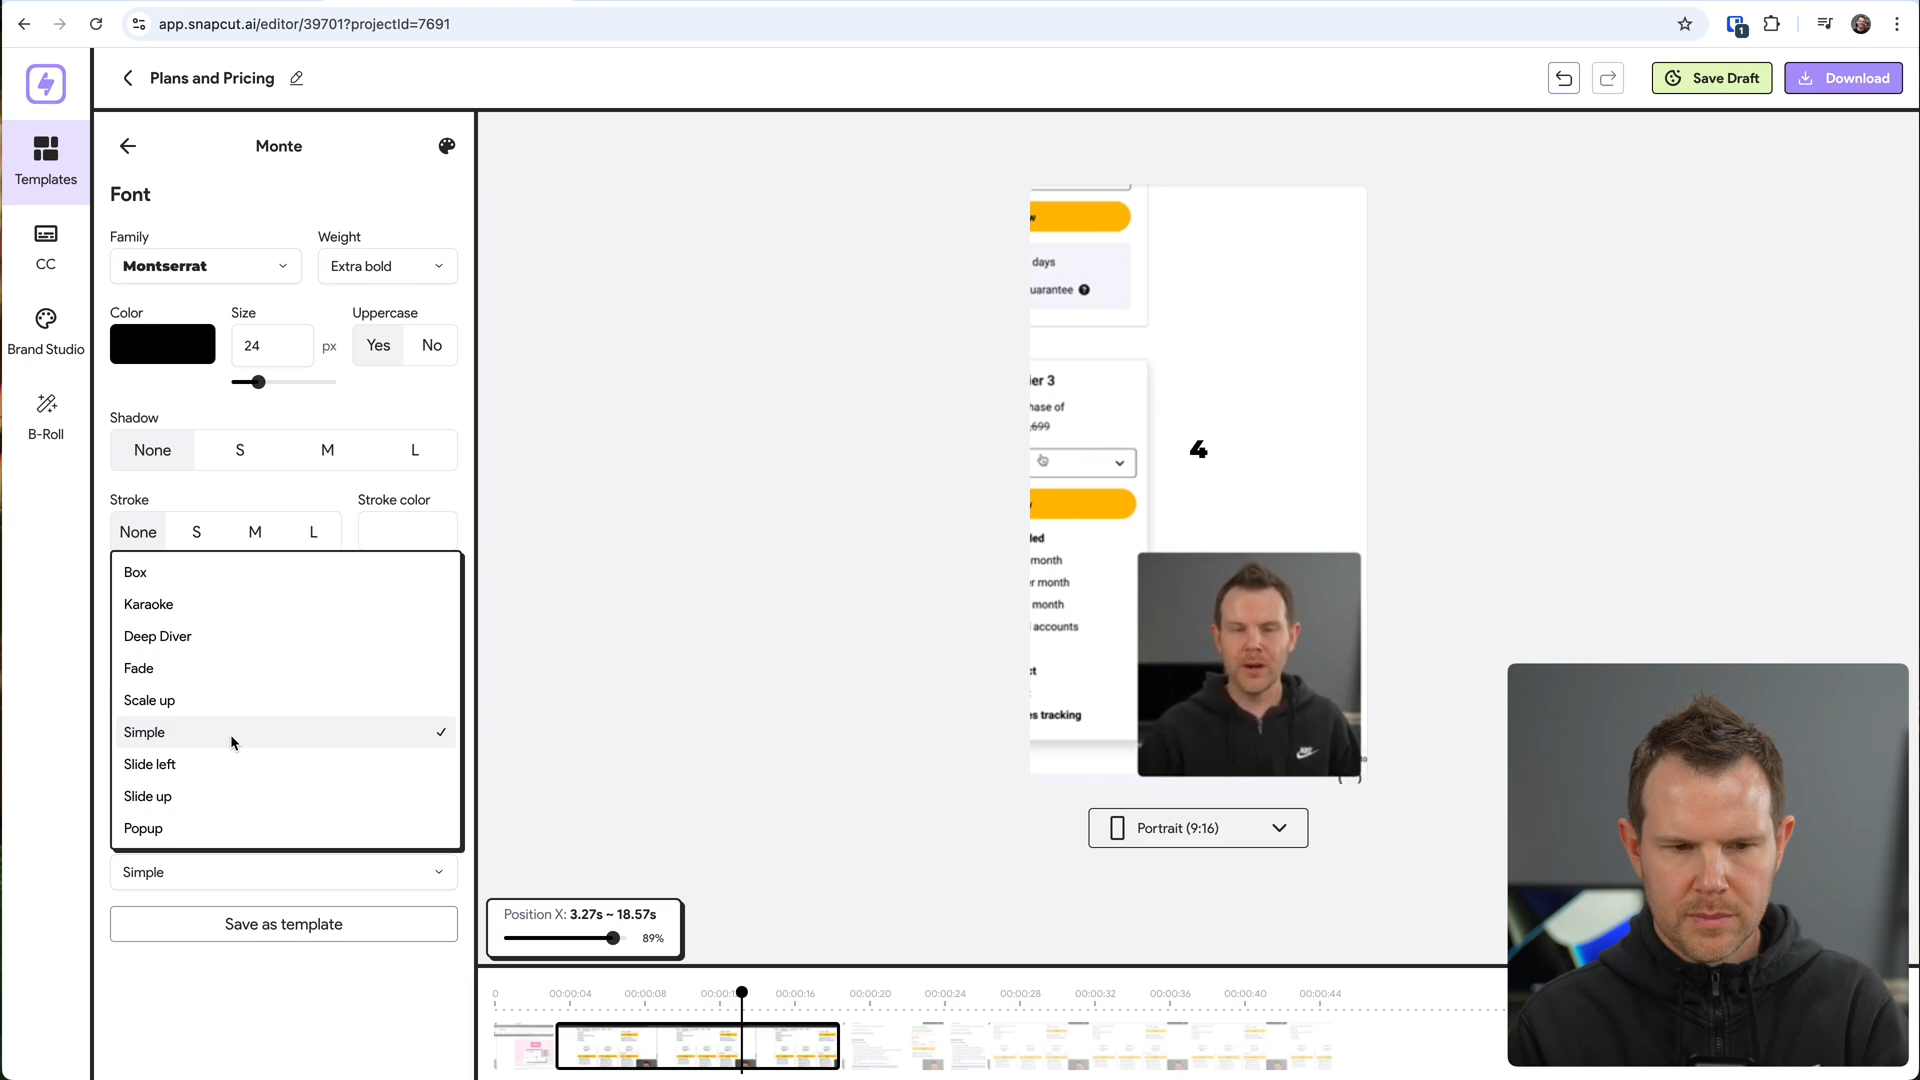 app.snapcut.ai/editor/39701?projectId=7691
1
Plans and Pricing
Save Draft
Download
Templates
CC
Brand Studio
B-Roll
Monte
Font
Family
Weight
Montserrat
Extra bold
Color
Size
Uppercase
24
px
Yes
No
Shadow
None
S
M
L
Stroke
Stroke color
None
S
M
L
Box
Karaoke
Deep Diver
Fade
Scale up
Simple
Slide left
Slide up
Popup
Simple
Save as template
w
days
uarantee
ier 3
hase of
,699
4
led
month
r month
month
accounts
ct
s tracking
Portrait (9:16)
Position X: 3.27s ~ 18.57s
89%
0
00:00:04
00:00:08
00:00:1
00:00:16
00:00:20
00:00:24
00:00:28
00:00:32
00:00:36
00:00:40
00:00:44